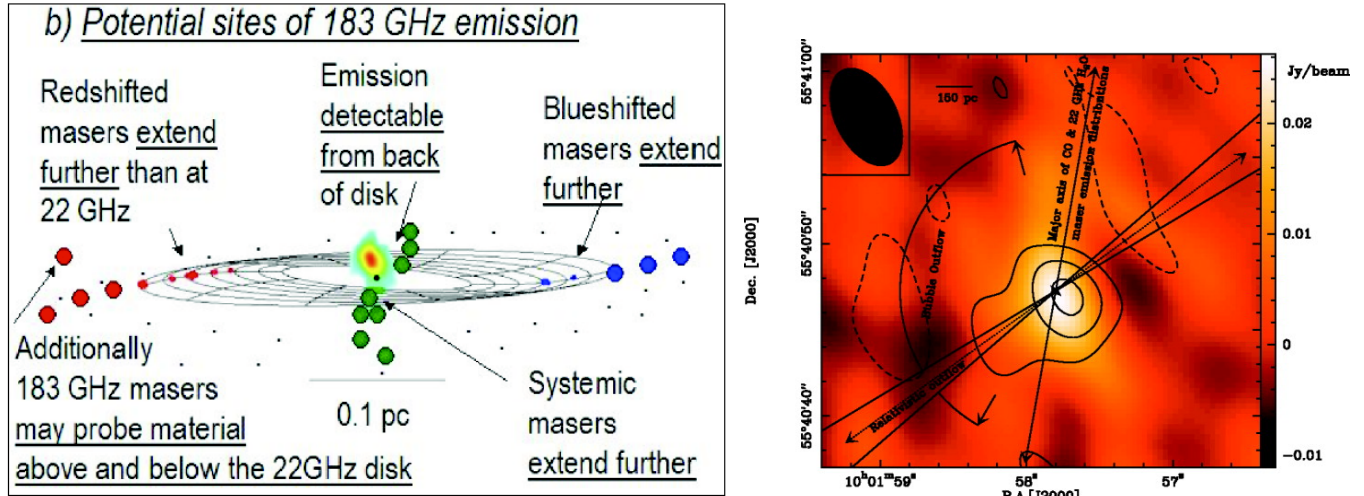 b) Potential sites of 183 GHz emission
Redshifted
masers extend
further than at
22 GHz
Emission
detectable
from back
of disk
Blueshifted
masers extend
further
Additionally
183 GHz masers
may probe material
above and below the 22GHz disk
0.1 pc
Systemic
masers
extend further
Jy/beam
0.02
0.01
0
-0.01
150 pc
Major axis of CO & 22 GHz H2O
maser emission distributions
Bubble Outflow
Relativistic outflow
Dec. [J2000]
55°41'00"
55°40'50"
55°40'40"
10h01m59s
58s
57s
R.A.[J2000]